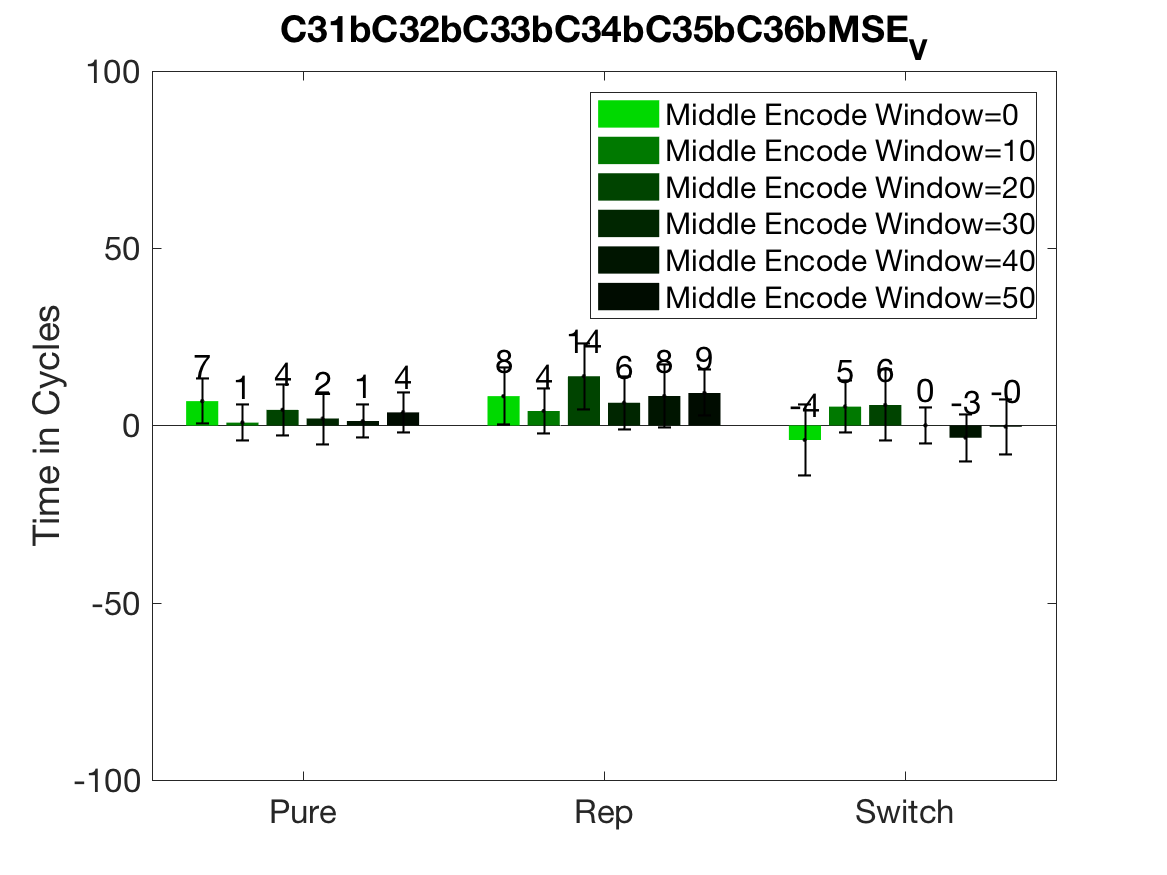 C31bC32bC33bC34bC35bC36bMSEv
100
50
0
-50
-100
Time in Cycles
Middle Encode Window=0
Middle Encode Window=10
Middle Encode Window=20
Middle Encode Window=30
Middle Encode Window=40
Middle Encode Window=50
7 1 4 2 1 4
8 4 14 6 8 9
-4 5 6 0 -3 -0
Pure Rep Switch